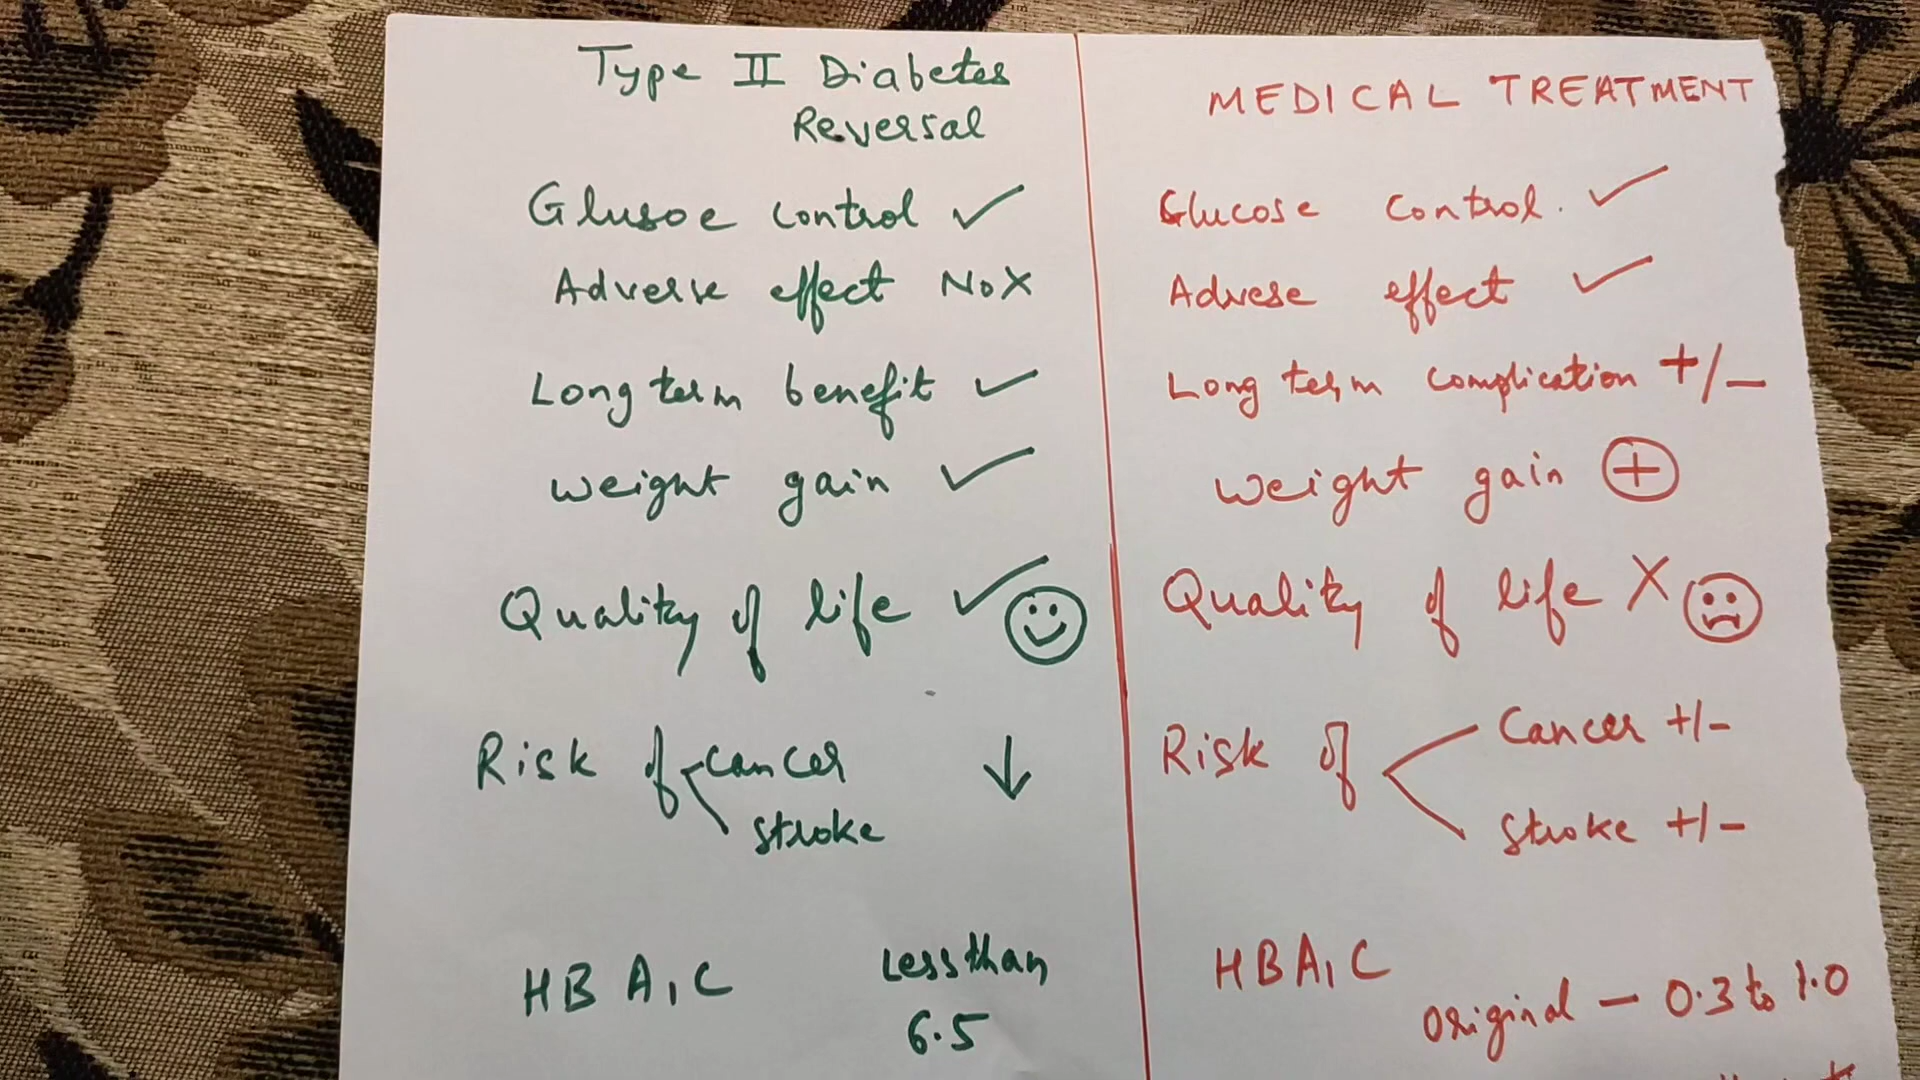 Type II Diabetes
Reversal
Glusoe control ✓
Adverse effect No X
Long term benefit ✓
weight gain ✓
Quality of life ✓
Risk of cancer ↓
stroke
HB A1C Less than
6.5
MEDICAL TREATMENT
Glucose control. ✓
Advese effect ✓
Long term complication +/-
weight gain +
Quality of life X
Risk of Cancer +/-
Stroke +/-
HBA1C
Original - 0.3 to 1.0